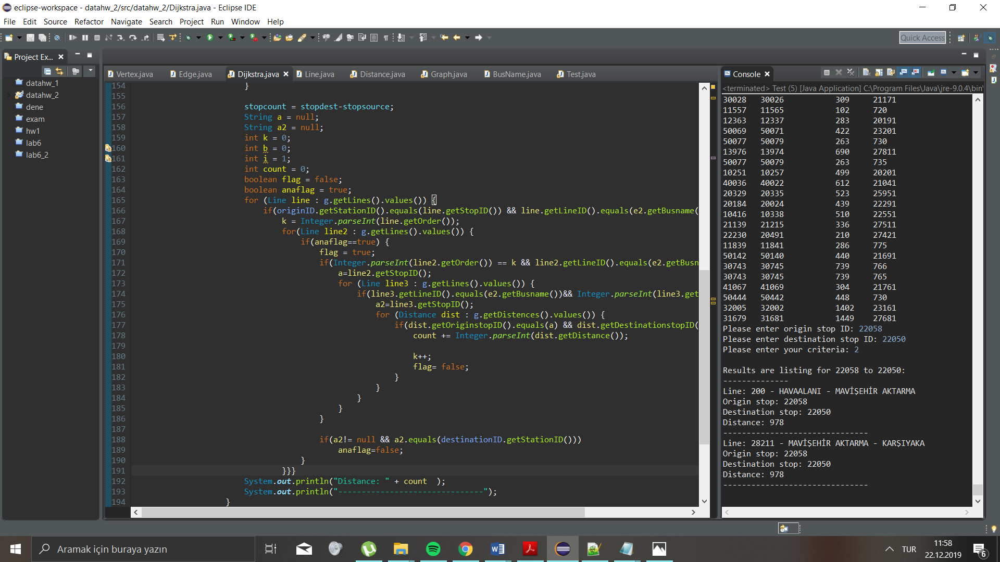 eclipse-workspace - datahw_2/src/datahw_2/Dijkstra.java - Eclipse IDE
File Edit Source Refactor Navigate Search Project Run Window Help
Quick Access
Project Ex...
datahw_1
datahw_2
dene
exam
hw1
lab6
lab6_2
Vertex.java Edge.java Dijkstra.java Line.java Distance.java Graph.java BusName.java Test.java
154 }
155
156 stopcount = stopdest-stopsource;
157 String a = null;
158 String a2 = null;
159 int k = 0;
160 int b = 0;
161 int i = 1;
162 int count = 0;
163 boolean flag = false;
164 boolean anaflag = true;
165 for (Line line : g.getLines().values()) {
166 if(originID.getStationID().equals(line.getStopID()) && line.getLineID().equals(e2.getBusname(
167 k = Integer.parseInt(line.getOrder());
168 for(Line line2 : g.getLines().values()) {
169 if(anaflag==true) {
170 flag = true;
171 if(Integer.parseInt(line2.getOrder()) == k && line2.getLineID().equals(e2.getBusn
172 a=line2.getStopID();
173 for (Line line3 : g.getLines().values()) {
174 if(line3.getLineID().equals(e2.getBusname())&& Integer.parseInt(line3.get
175 a2=line3.getStopID();
176 for (Distance dist : g.getDistences().values()) {
177 if(dist.getOriginstopID().equals(a) && dist.getDestinationstopID(
178 count += Integer.parseInt(dist.getDistance());
179
180 k++;
181 flag= false;
182 }
183 }
184 }
185 }
186 }
187
188 if(a2!= null && a2.equals(destinationID.getStationID()))
189 anaflag=false;
190 }
191 }}}
192 System.out.println("Distance: " + count );
193 System.out.println("-------------------------------");
194 }
Console
<terminated> Test (5) [Java Application] C:\Program Files\Java\jre-9.0.4\bin\
30028 30026 309 21171
11557 11565 102 720
12363 12337 283 20191
50069 50071 422 23201
50077 50079 263 730
13976 13974 690 27811
50077 50079 263 735
10251 10257 499 20201
40036 40022 612 21041
20329 20335 523 25951
20184 20024 439 22291
10416 10338 510 22551
21139 21215 336 27511
22230 20491 210 27421
11839 11841 286 775
50142 50140 440 21691
30743 30745 739 766
30743 30745 739 765
41067 41069 304 21761
50444 50442 448 730
32005 32002 1402 23161
31679 31681 1449 27681
Please enter origin stop ID: 22058
Please enter destination stop ID: 22050
Please enter your criteria: 2
Results are listing for 22058 to 22050:
--------------
Line: 200 - HAVAALANI - MAVİŞEHİR AKTARMA
Origin stop: 22058
Destination stop: 22050
Distance: 978
-------------------------------
Line: 28211 - MAVİŞEHİR AKTARMA - KARŞIYAKA
Origin stop: 22058
Destination stop: 22050
Distance: 978
-------------------------------
Aramak için buraya yazın
TUR
11:58
22.12.2019
6